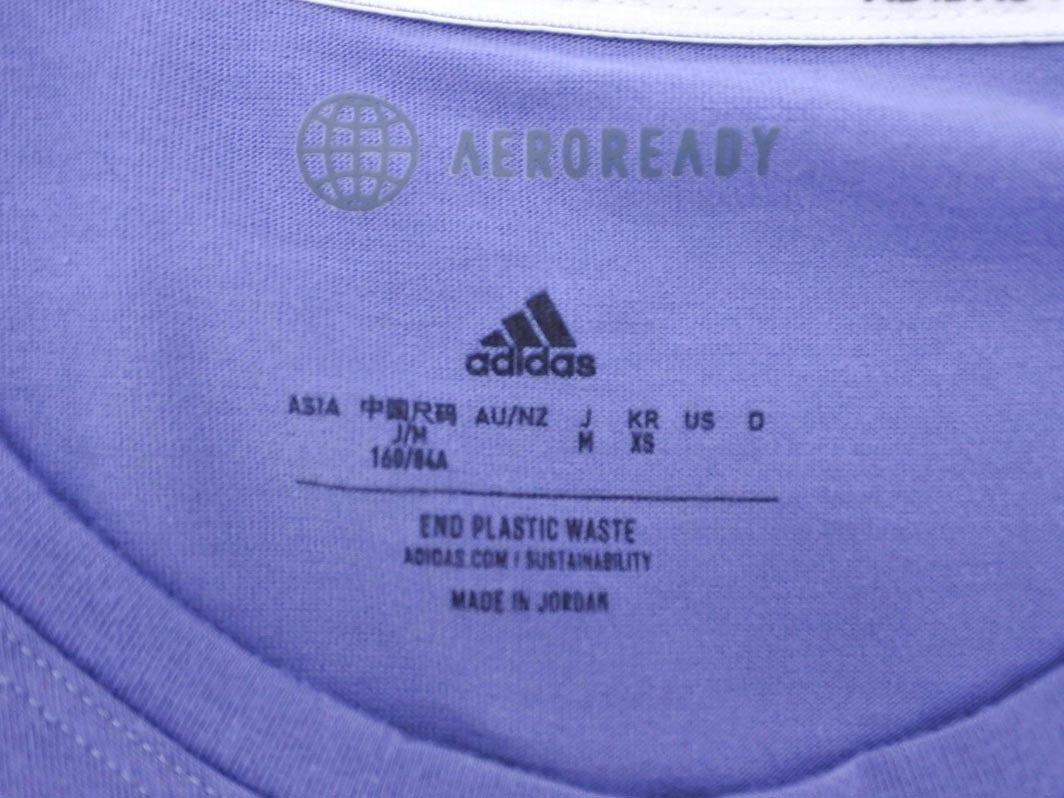 AEROREADY
adidas
ASIA 中国尺码 AU/NZ J KR US D
J/M M XS
160/84A
END PLASTIC WASTE
ADIDAS.COM / SUSTAINABILITY
MADE IN JORDAN